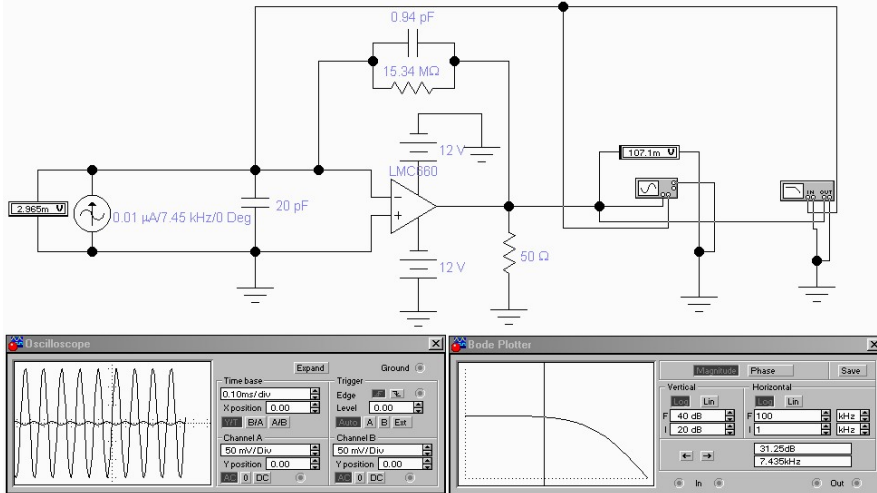 0.94 pF
15.34 MΩ
12 V
LMC660
107.1m V
IN OUT
2.965m V
0.01 µA/7.45 kHz/0 Deg
20 pF
50 Ω
12 V
Oscilloscope
Expand
Ground
Time base
0.10ms/div
X position 0.00
Y/T B/A A/B
Trigger
Edge
Level 0.00
Auto A B Ext
Channel A
50 mV/Div
Y position 0.00
AC 0 DC
Channel B
50 mV/Div
Y position 0.00
AC 0 DC
Bode Plotter
Magnitude Phase Save
Vertical
Log Lin
F 40 dB
I 20 dB
Horizontal
Log Lin
F 100 kHz
I 1 kHz
31.25dB
7.435kHz
In Out